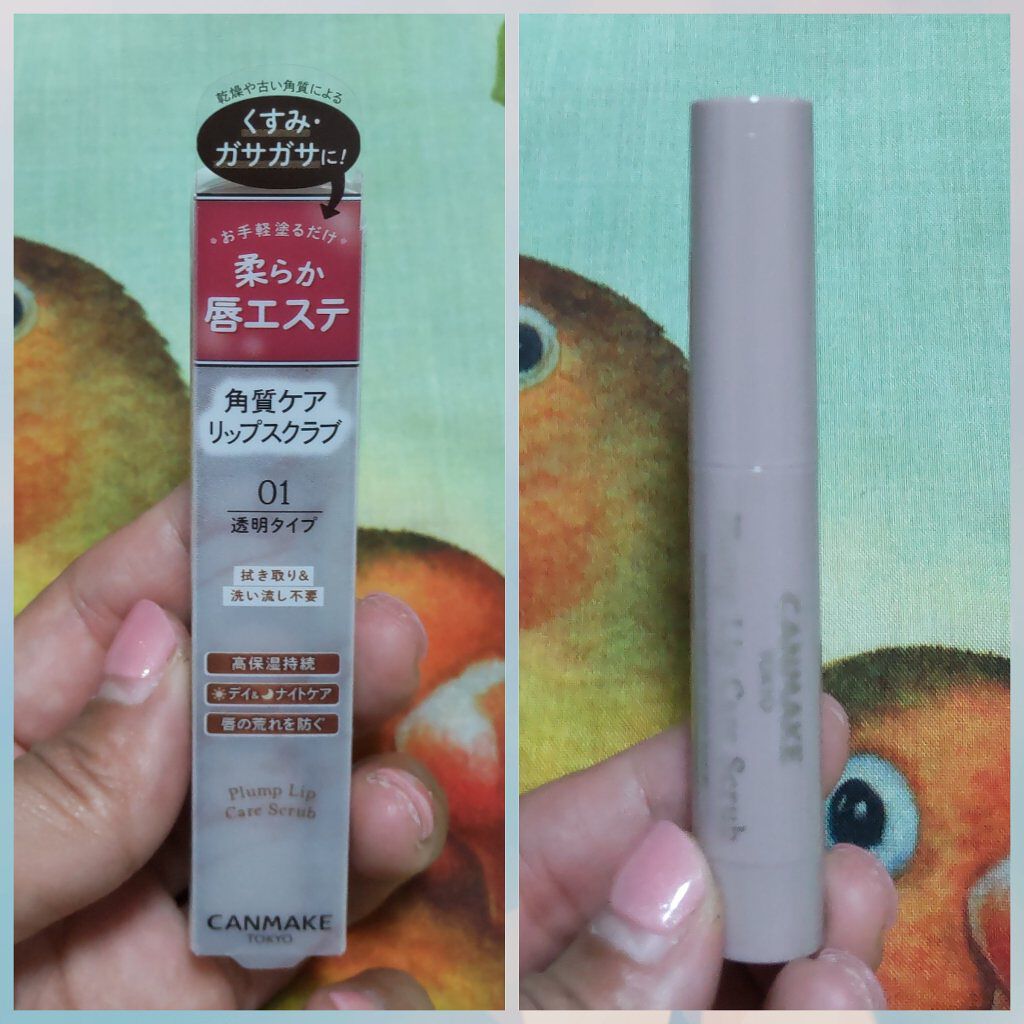 乾燥や古い角質による
くすみ・
ガサガサに!
お手軽塗るだけ
柔らか
唇エステ
角質ケア
リップスクラブ
01
透明タイプ
拭き取り&
洗い流し不要
高保湿持続
デイ&ナイトケア
唇の荒れを防ぐ
Plump Lip
Care Scrub
CANMAKE
TOKYO
CANMAKE
TOKYO
Lip Care Scrub